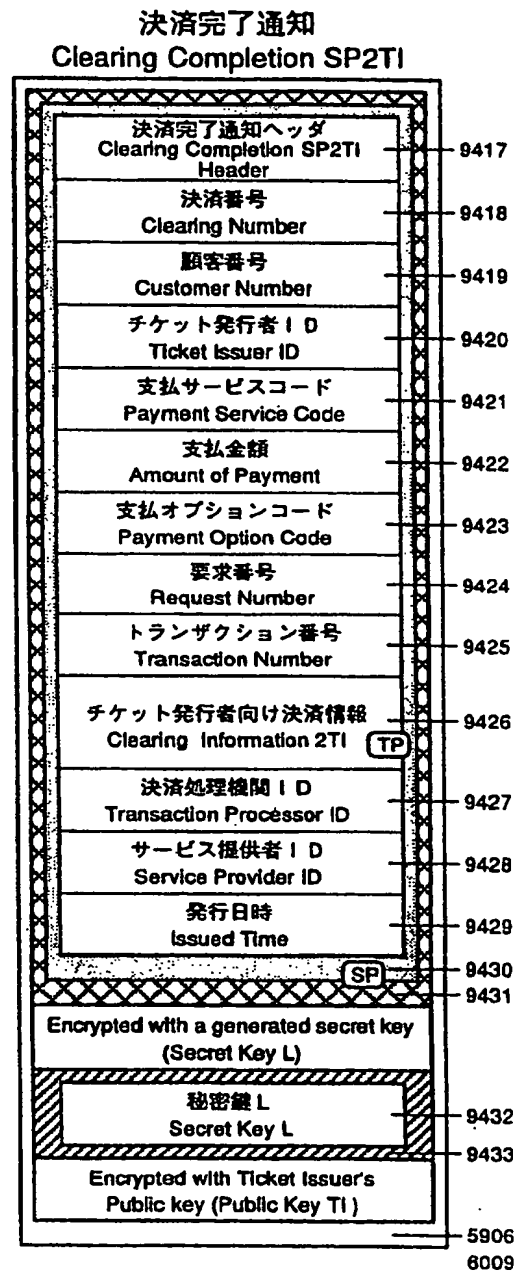 決済完了通知
Clearing Completion SP2TI
決済完了通知ヘッダ
Clearing Completion SP2TI
Header
9417
決済番号
Clearing Number
9418
顧客番号
Customer Number
9419
チケット発行者ID
Ticket Issuer ID
9420
支払サービスコード
Payment Service Code
9421
支払金額
Amount of Payment
9422
支払オプションコード
Payment Option Code
9423
要求番号
Request Number
9424
トランザクション番号
Transaction Number
9425
チケット発行者向け決済情報
Clearing Information 2TI
TP
9426
決済処理機関ID
Transaction Processor ID
9427
サービス提供者ID
Service Provider ID
9428
発行日時
Issued Time
9429
SP
9430
9431
Encrypted with a generated secret key
(Secret Key L)
秘密鍵L
Secret Key L
9432
9433
Encrypted with Ticket Issuer's
Public key (Public Key TI)
5906
6009